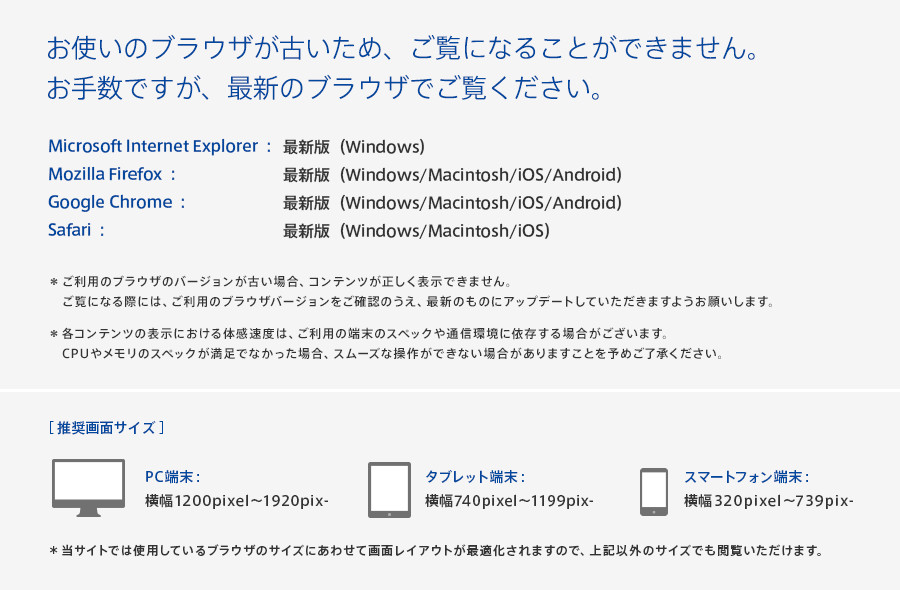 お使いのブラウザが古いため、ご覧になることができません。
お手数ですが、最新のブラウザでご覧ください。
Microsoft Internet Explorer : 最新版（Windows）
Mozilla Firefox : 最新版（Windows/Macintosh/iOS/Android）
Google Chrome : 最新版（Windows/Macintosh/iOS/Android）
Safari : 最新版（Windows/Macintosh/iOS）
＊ご利用のブラウザのバージョンが古い場合、コンテンツが正しく表示できません。
ご覧になる際には、ご利用のブラウザバージョンをご確認のうえ、最新のものにアップデートしていただきますようお願いします。
＊各コンテンツの表示における体感速度は、ご利用の端末のスペックや通信環境に依存する場合がございます。
CPUやメモリのスペックが満足でなかった場合、スムーズな操作ができない場合がありますことを予めご了承ください。
［推奨画面サイズ］
PC端末：
横幅1200pixel〜1920pix-
タブレット端末：
横幅740pixel〜1199pix-
スマートフォン端末：
横幅320pixel〜739pix-
＊当サイトでは使用しているブラウザのサイズにあわせて画面レイアウトが最適化されますので、上記以外のサイズでも閲覧いただけます。